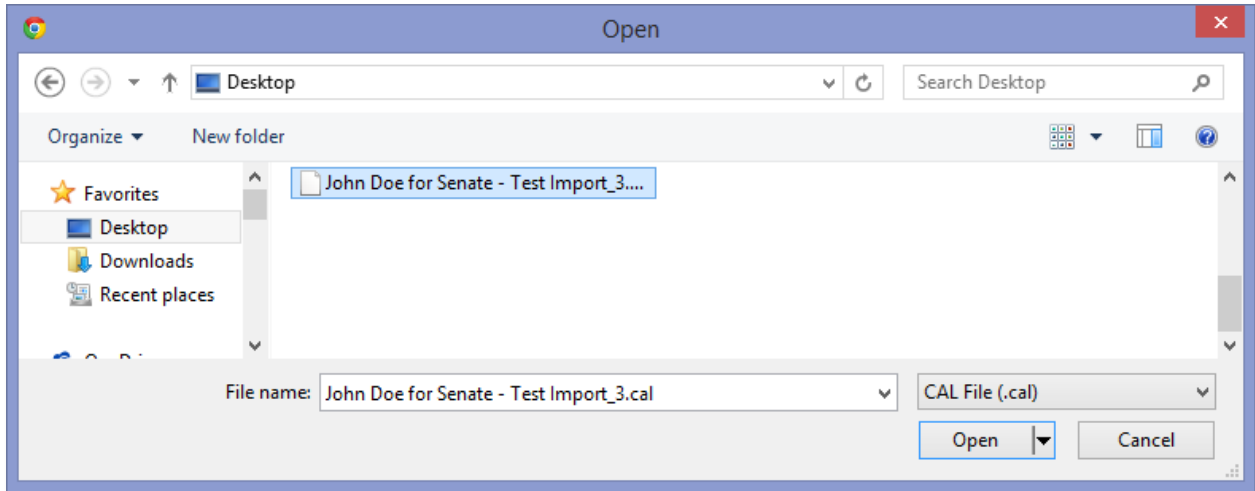 Open
Desktop
Search Desktop
Organize
New folder
John Doe for Senate - Test Import_3....
Favorites
Desktop
Downloads
Recent places
File name:
John Doe for Senate - Test Import_3.cal
CAL File (.cal)
Open
Cancel